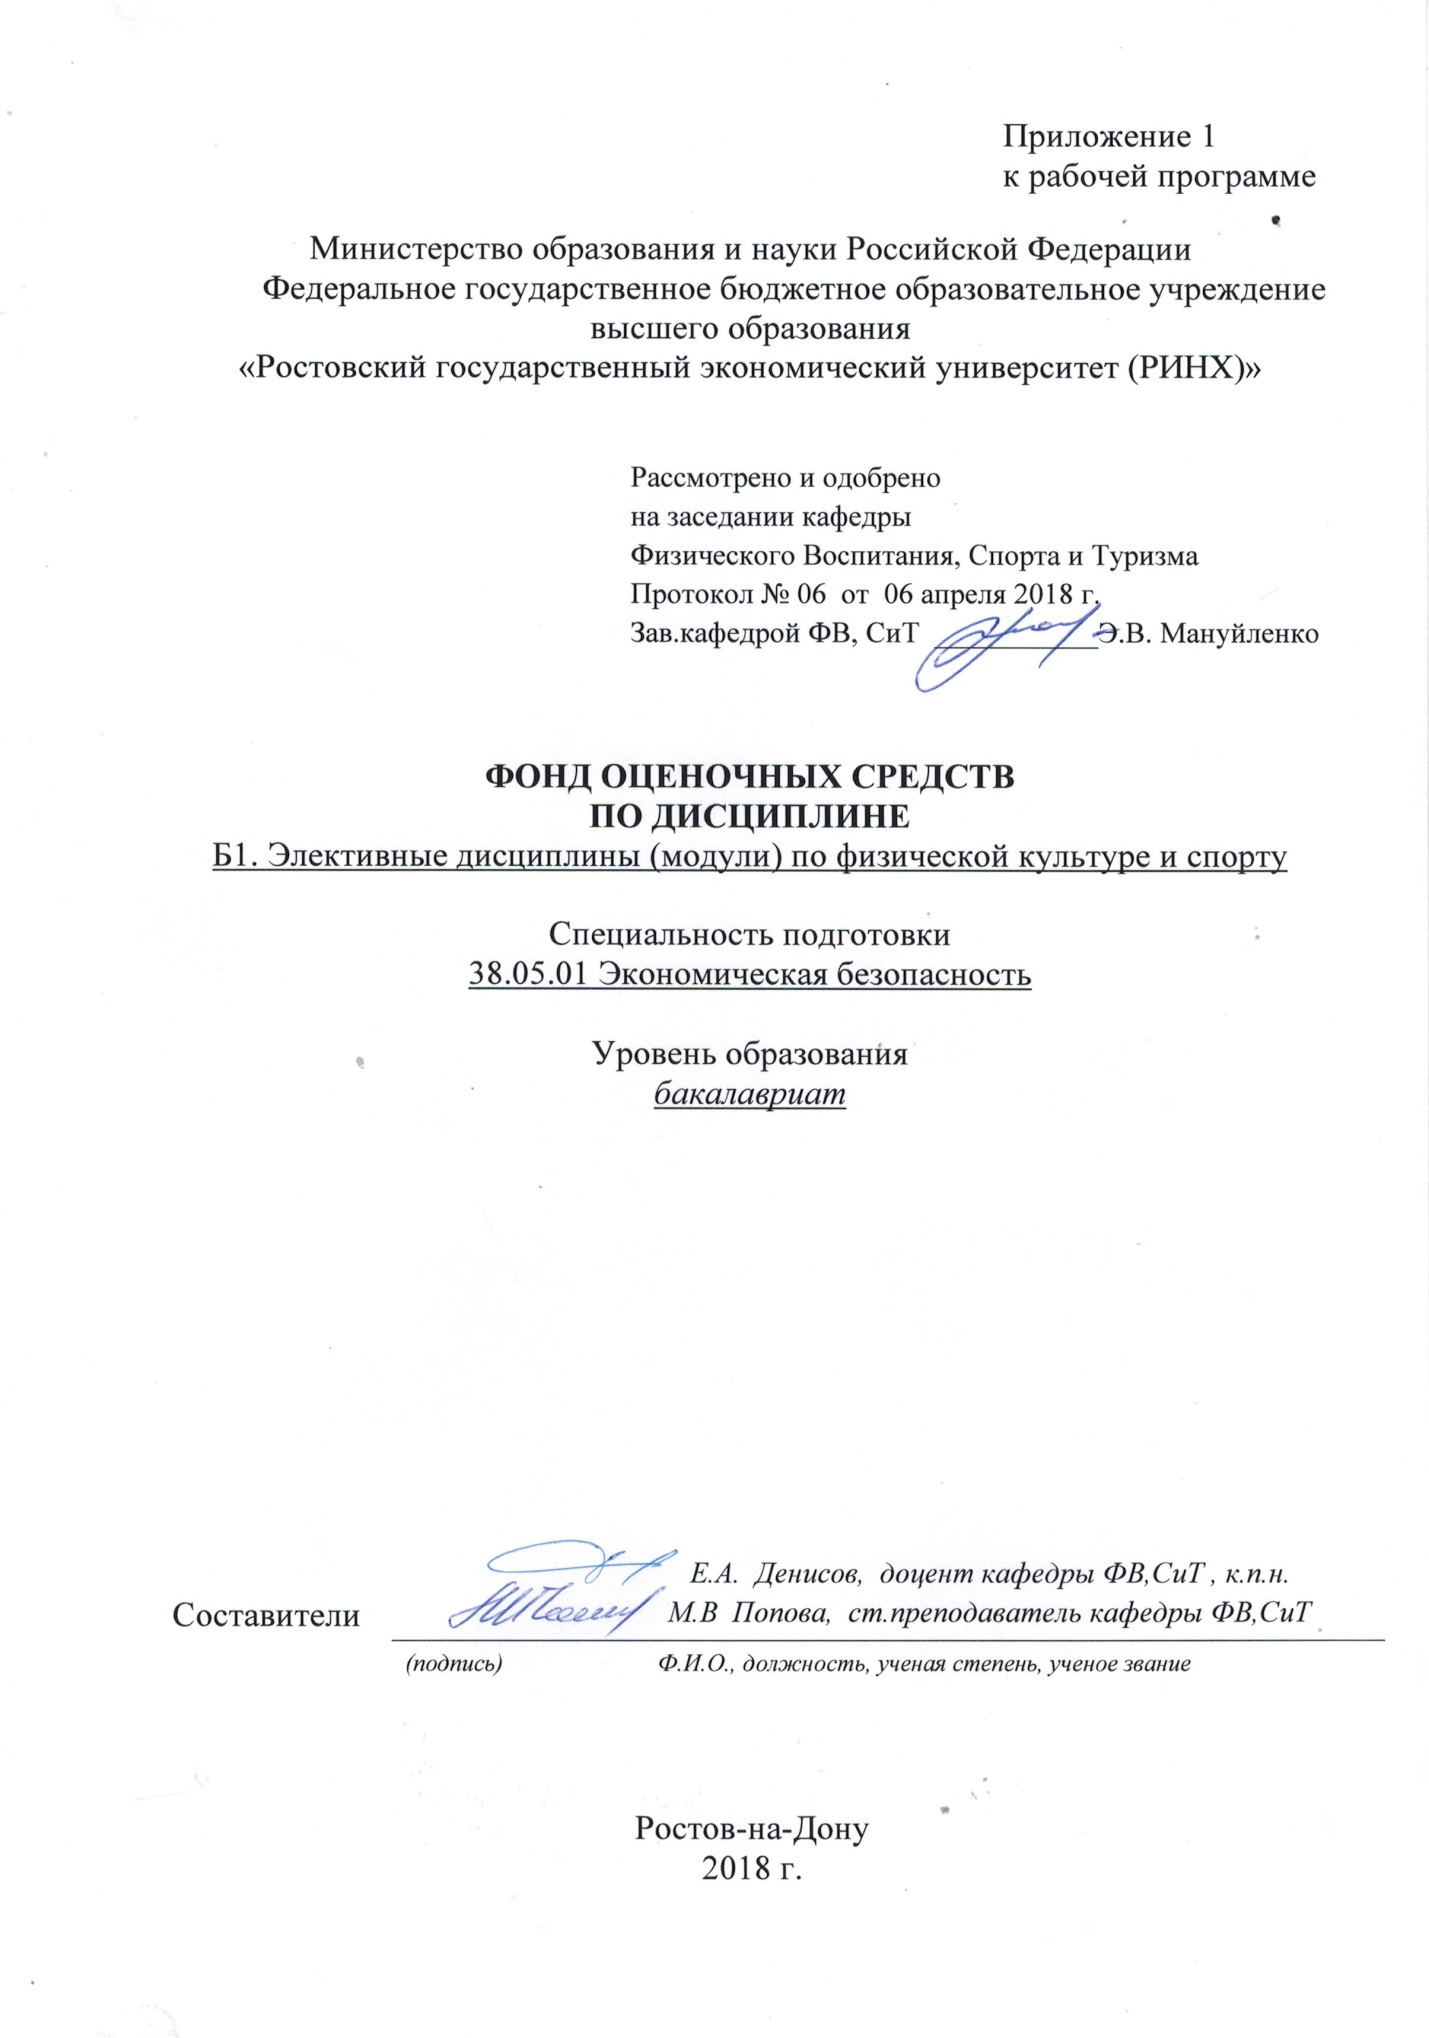 Приложение 1
к рабочей программе
Министерство образования и науки Российской Федерации
Федеральное государственное бюджетное образовательное учреждение
высшего образования
«Ростовский государственный экономический университет (РИНХ)»
Рассмотрено и одобрено
на заседании кафедры
Физического Воспитания, Спорта и Туризма
Протокол № 06 от 06 апреля 2018 г.
Зав.кафедрой ФВ, СиТ ____________Э.В. Мануйленко
ФОНД ОЦЕНОЧНЫХ СРЕДСТВ
ПО ДИСЦИПЛИНЕ
Б1. Элективные дисциплины (модули) по физической культуре и спорту
Специальность подготовки
38.05.01 Экономическая безопасность
Уровень образования
бакалавриат
Е.А. Денисов, доцент кафедры ФВ,СиТ , к.п.н.
Составители М.В Попова, ст.преподаватель кафедры ФВ,СиТ
(подпись) Ф.И.О., должность, ученая степень, ученое звание
Ростов-на-Дону
2018 г.